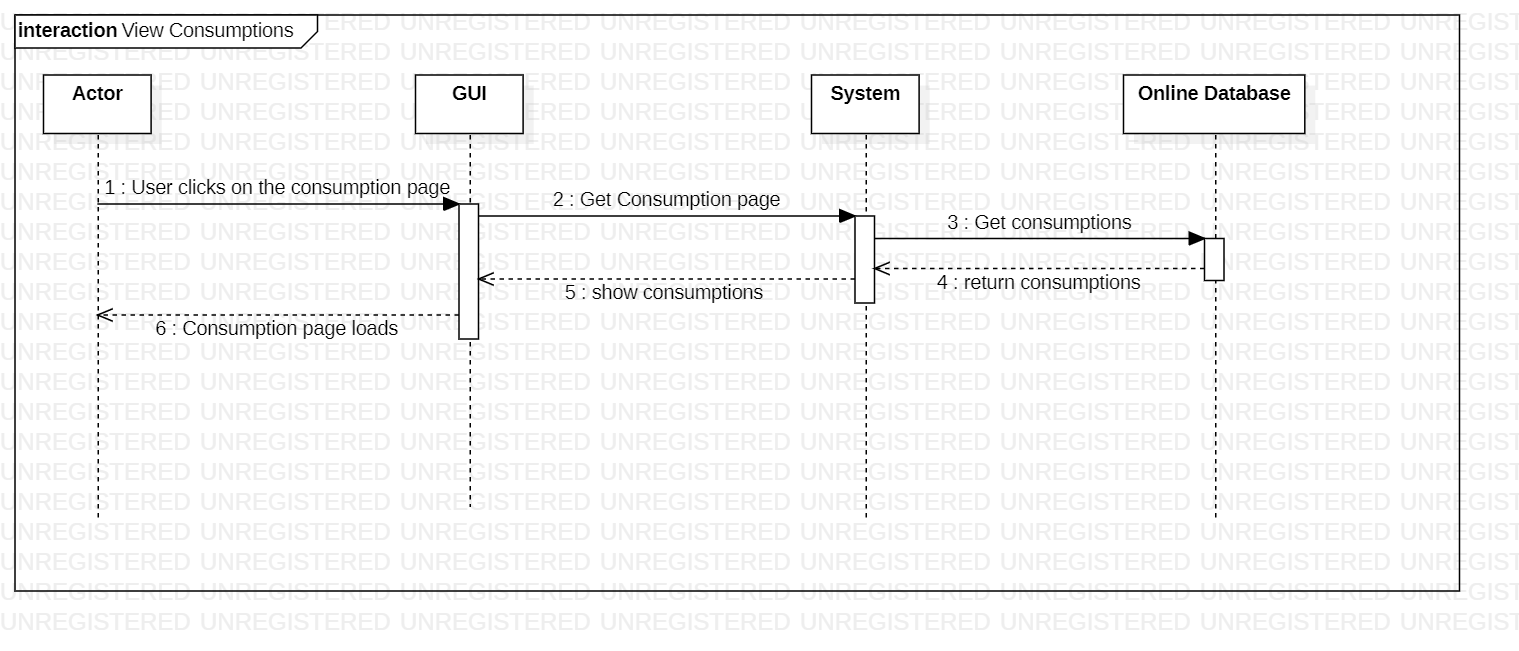 interaction View Consumptions
Actor
GUI
System
Online Database
1 : User clicks on the consumption page
2 : Get Consumption page
3 : Get consumptions
4 : return consumptions
5 : show consumptions
6 : Consumption page loads
UNREGISTERED